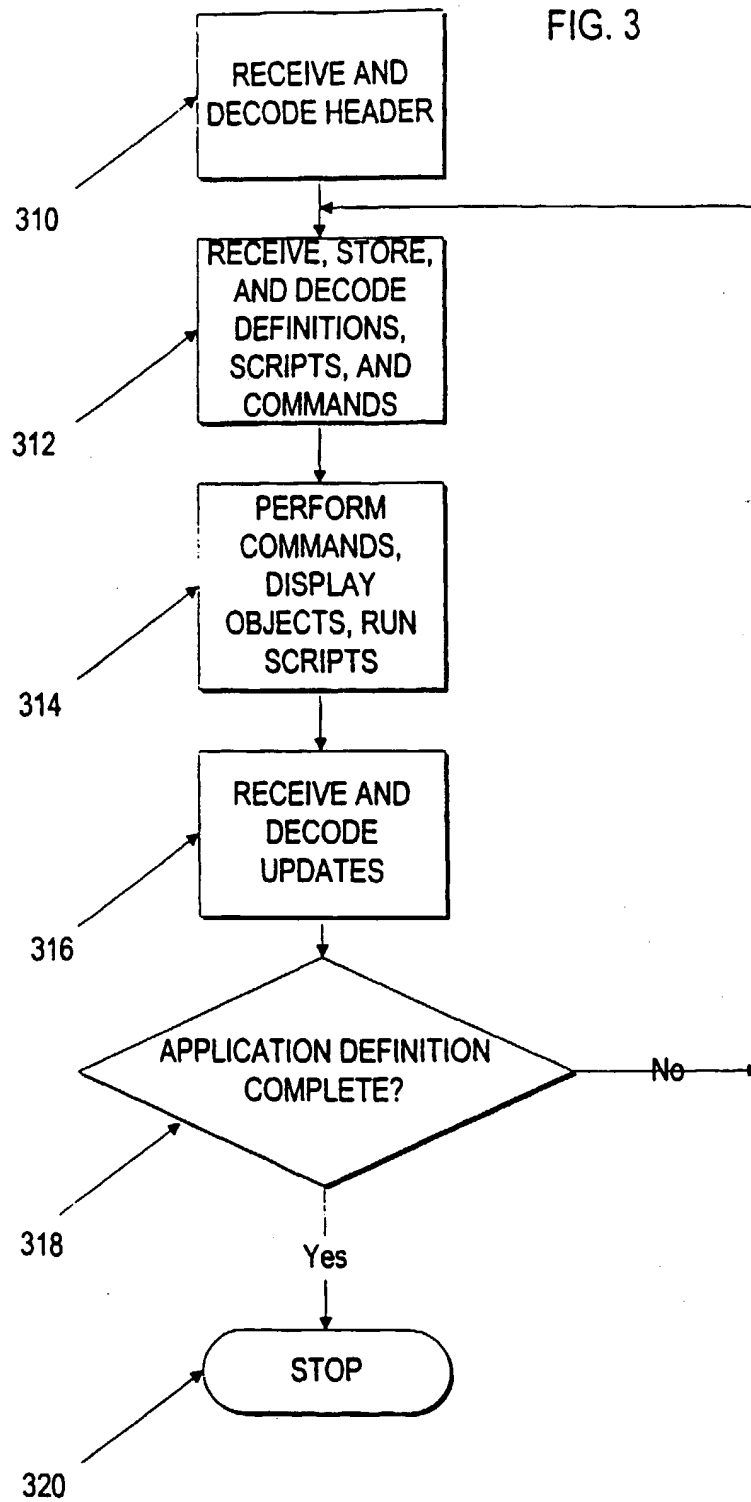 FIG. 3
RECEIVE AND
DECODE HEADER
310
RECEIVE, STORE,
AND DECODE
DEFINITIONS,
SCRIPTS, AND
COMMANDS
312
PERFORM
COMMANDS,
DISPLAY
OBJECTS, RUN
SCRIPTS
314
RECEIVE AND
DECODE
UPDATES
316
APPLICATION DEFINITION
COMPLETE?
No
318
Yes
STOP
320